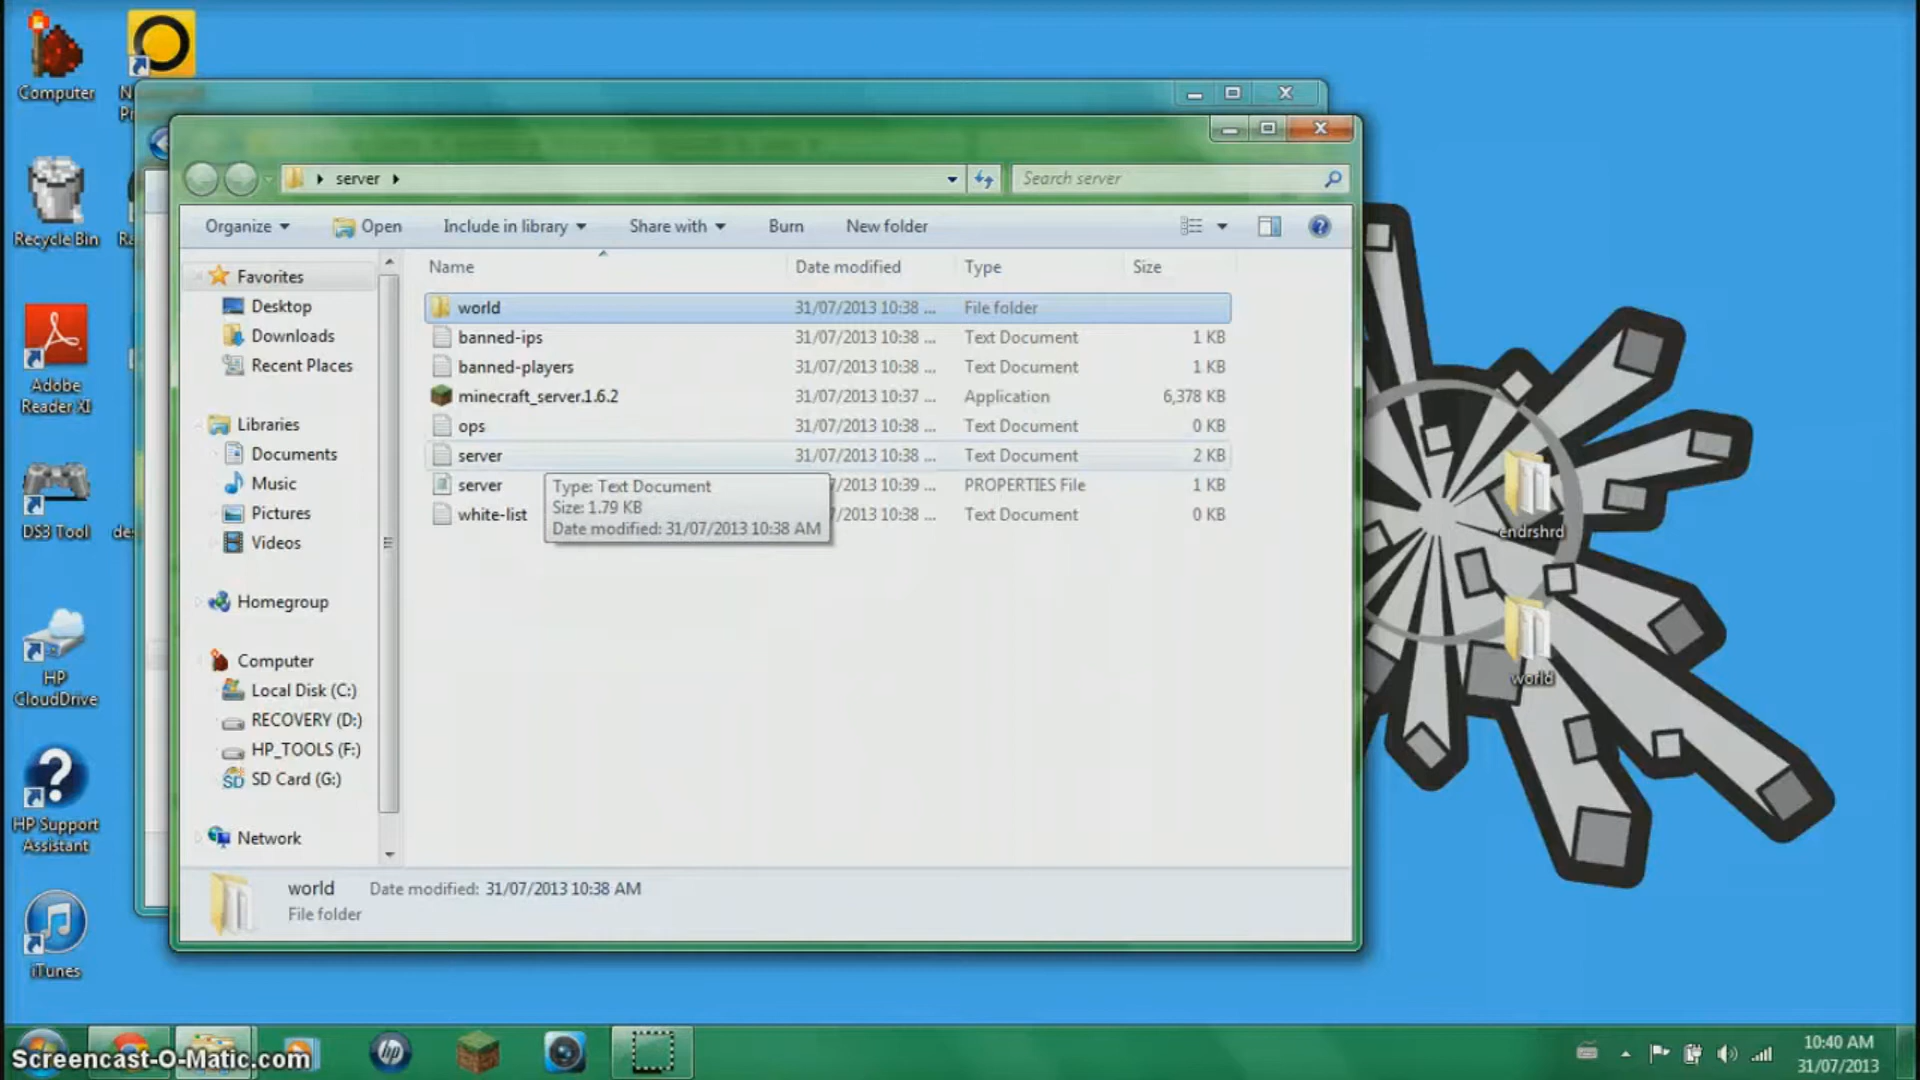 Computer
N
Pi
Recycle Bin
Ra
Adobe
Reader XI
DS3 Tool
de
HP
CloudDrive
HP Support
Assistant
iTunes
server
Search server
Organize
Open
Include in library
Share with
Burn
New folder
Favorites
Desktop
Downloads
Recent Places
Libraries
Documents
Music
Pictures
Videos
Homegroup
Computer
Local Disk (C:)
RECOVERY (D:)
HP_TOOLS (F:)
SD Card (G:)
Network
Name Date modified Type Size
world 31/07/2013 10:38 ... File folder
banned-ips 31/07/2013 10:38 ... Text Document 1 KB
banned-players 31/07/2013 10:38 ... Text Document 1 KB
minecraft_server.1.6.2 31/07/2013 10:37 ... Application 6,378 KB
ops 31/07/2013 10:38 ... Text Document 0 KB
server 31/07/2013 10:38 ... Text Document 2 KB
server /07/2013 10:39 ... PROPERTIES File 1 KB
white-list /07/2013 10:38 ... Text Document 0 KB
Type: Text Document
Size: 1.79 KB
Date modified: 31/07/2013 10:38 AM
world Date modified: 31/07/2013 10:38 AM
File folder
endrshrd
world
Screencast-O-Matic.com
hp
10:40 AM
31/07/2013